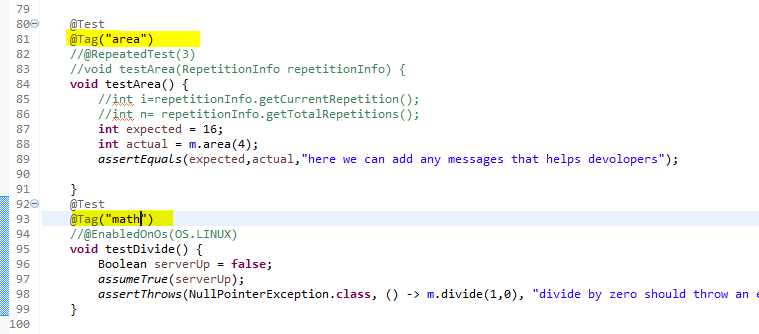 79
80 @Test
81 @Tag("area")
82 //@RepeatedTest(3)
83 //void testArea(RepetitionInfo repetitionInfo) {
84 void testArea() {
85 //int i=repetitionInfo.getCurrentRepetition();
86 //int n= repetitionInfo.getTotalRepetitions();
87 int expected = 16;
88 int actual = m.area(4);
89 assertEquals(expected,actual,"here we can add any messages that helps devolopers");
90
91 }
92 @Test
93 @Tag("math")
94 //@EnabledOnOs(OS.LINUX)
95 void testDivide() {
96 Boolean serverUp = false;
97 assumeTrue(serverUp);
98 assertThrows(NullPointerException.class, () -> m.divide(1,0), "divide by zero should throw an e
99 }
100